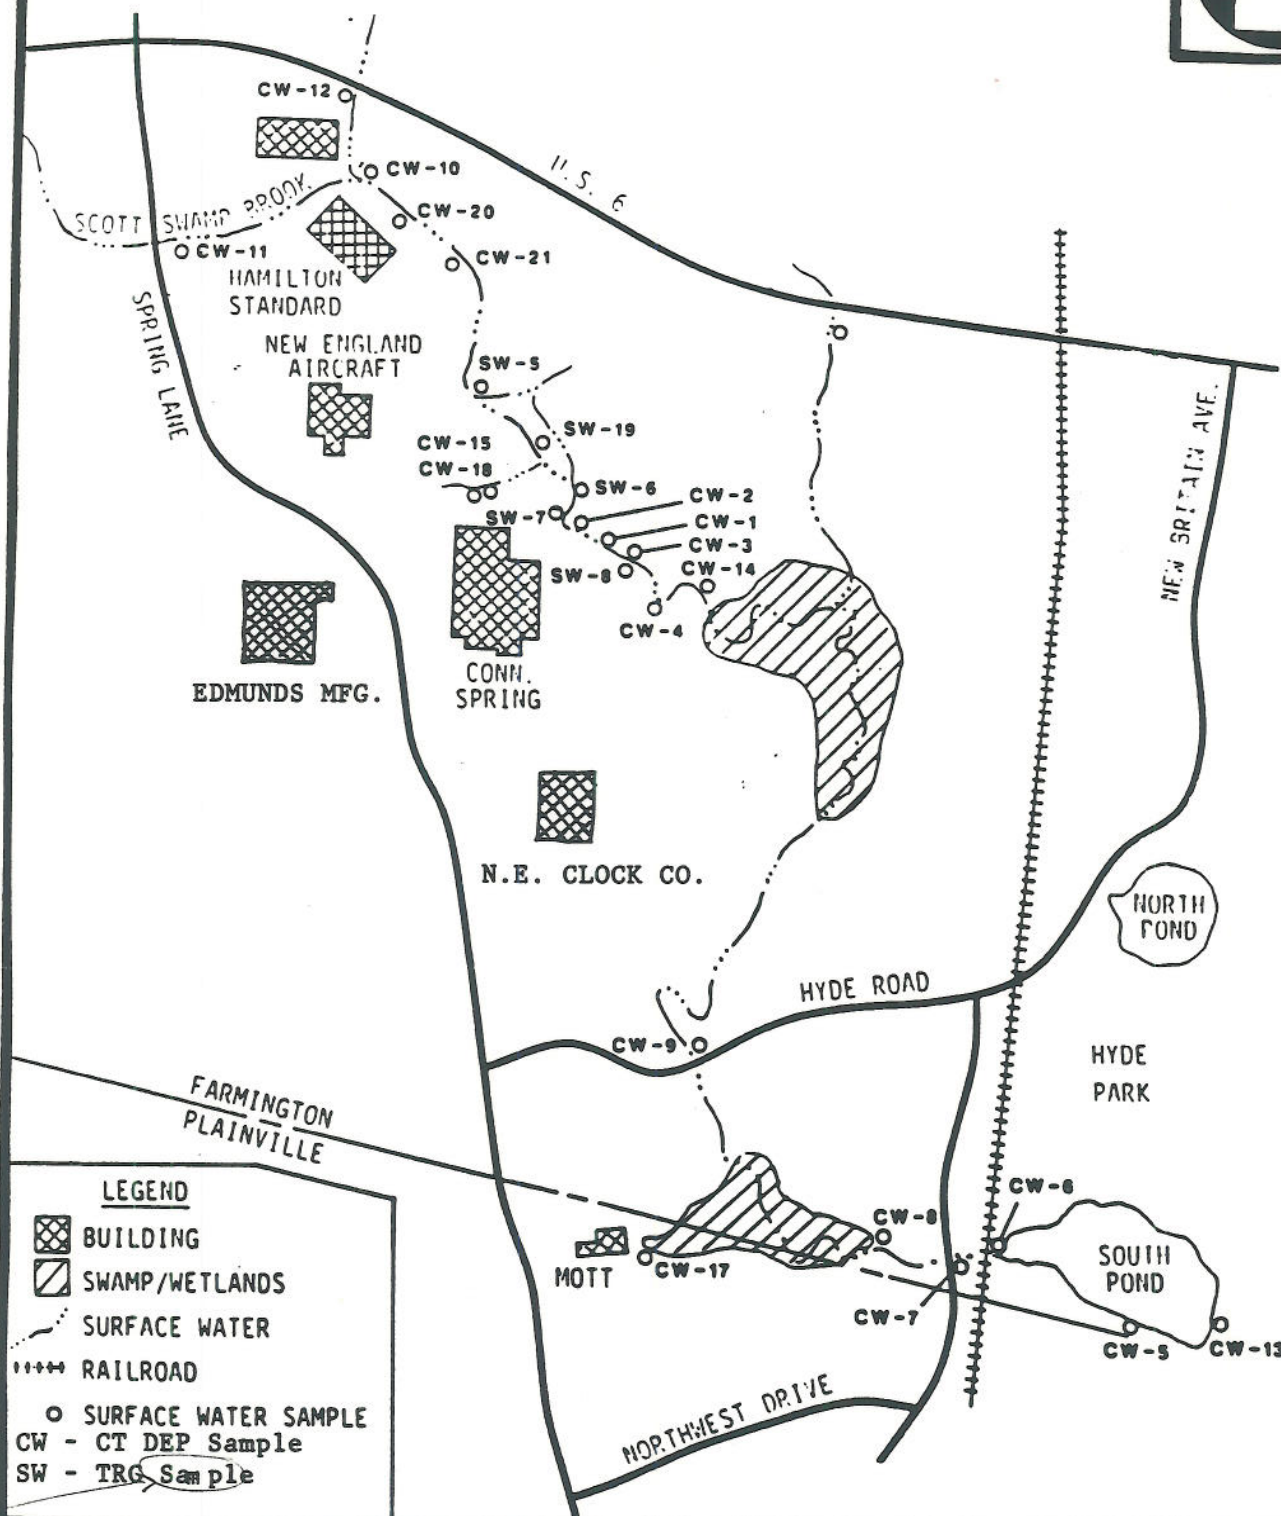 CW-12
CW-10
U.S. 6
SCOTT SWAMP BROOK
CW-20
CW-11
CW-21
HAMILTON
STANDARD
SPRING LANE
NEW ENGLAND
AIRCRAFT
SW-5
NEW BRITAIN AVE.
SW-19
CW-15
CW-18
SW-6
CW-2
SW-7
CW-1
CW-3
SW-8
CW-14
CW-4
CONN.
SPRING
EDMUNDS MFG.
N.E. CLOCK CO.
NORTH
POND
HYDE ROAD
CW-9
HYDE
PARK
FARMINGTON
PLAINVILLE
CW-6
CW-8
SOUTH
POND
MOTT
CW-17
CW-7
CW-5
CW-13
NORTHWEST DRIVE
LEGEND
BUILDING
SWAMP/WETLANDS
SURFACE WATER
RAILROAD
SURFACE WATER SAMPLE
CW - CT DEP Sample
SW - TRG Sample